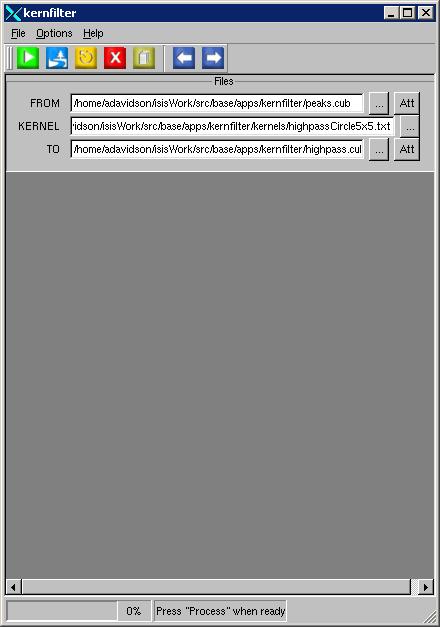 kernfilter
File Options Help
Files
FROM /home/adavidson/isisWork/src/base/apps/kernfilter/peaks.cub ... Att
KERNEL idson/isisWork/src/base/apps/kernfilter/kernels/highpassCircle5x5.txt ...
TO /home/adavidson/isisWork/src/base/apps/kernfilter/highpass.cul ... Att
0% Press "Process" when ready